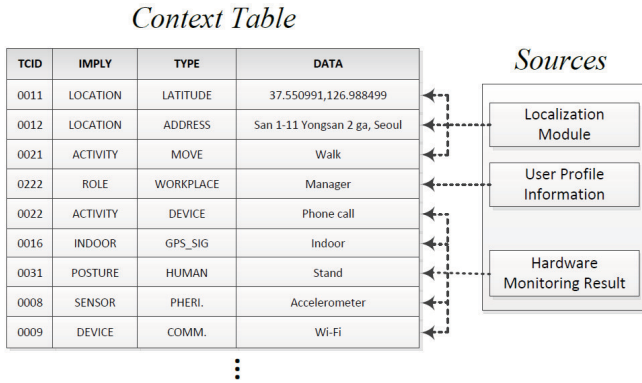 Context Table
TCID IMPLY TYPE DATA
0011 LOCATION LATITUDE 37.550991,126.988499
0012 LOCATION ADDRESS San 1-11 Yongsan 2 ga, Seoul
0021 ACTIVITY MOVE Walk
0222 ROLE WORKPLACE Manager
0022 ACTIVITY DEVICE Phone call
0016 INDOOR GPS_SIG Indoor
0031 POSTURE HUMAN Stand
0008 SENSOR PHERI. Accelerometer
0009 DEVICE COMM. Wi-Fi
Sources
Localization
Module
User Profile
Information
Hardware
Monitoring Result